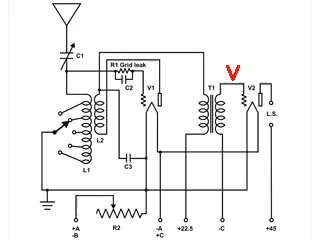 C1
R1 Grid leak
C2
V1
T1
V
V2
L.S.
L2
L1
C3
R2
+A
-B
-A
+C
+22.5
-C
+45